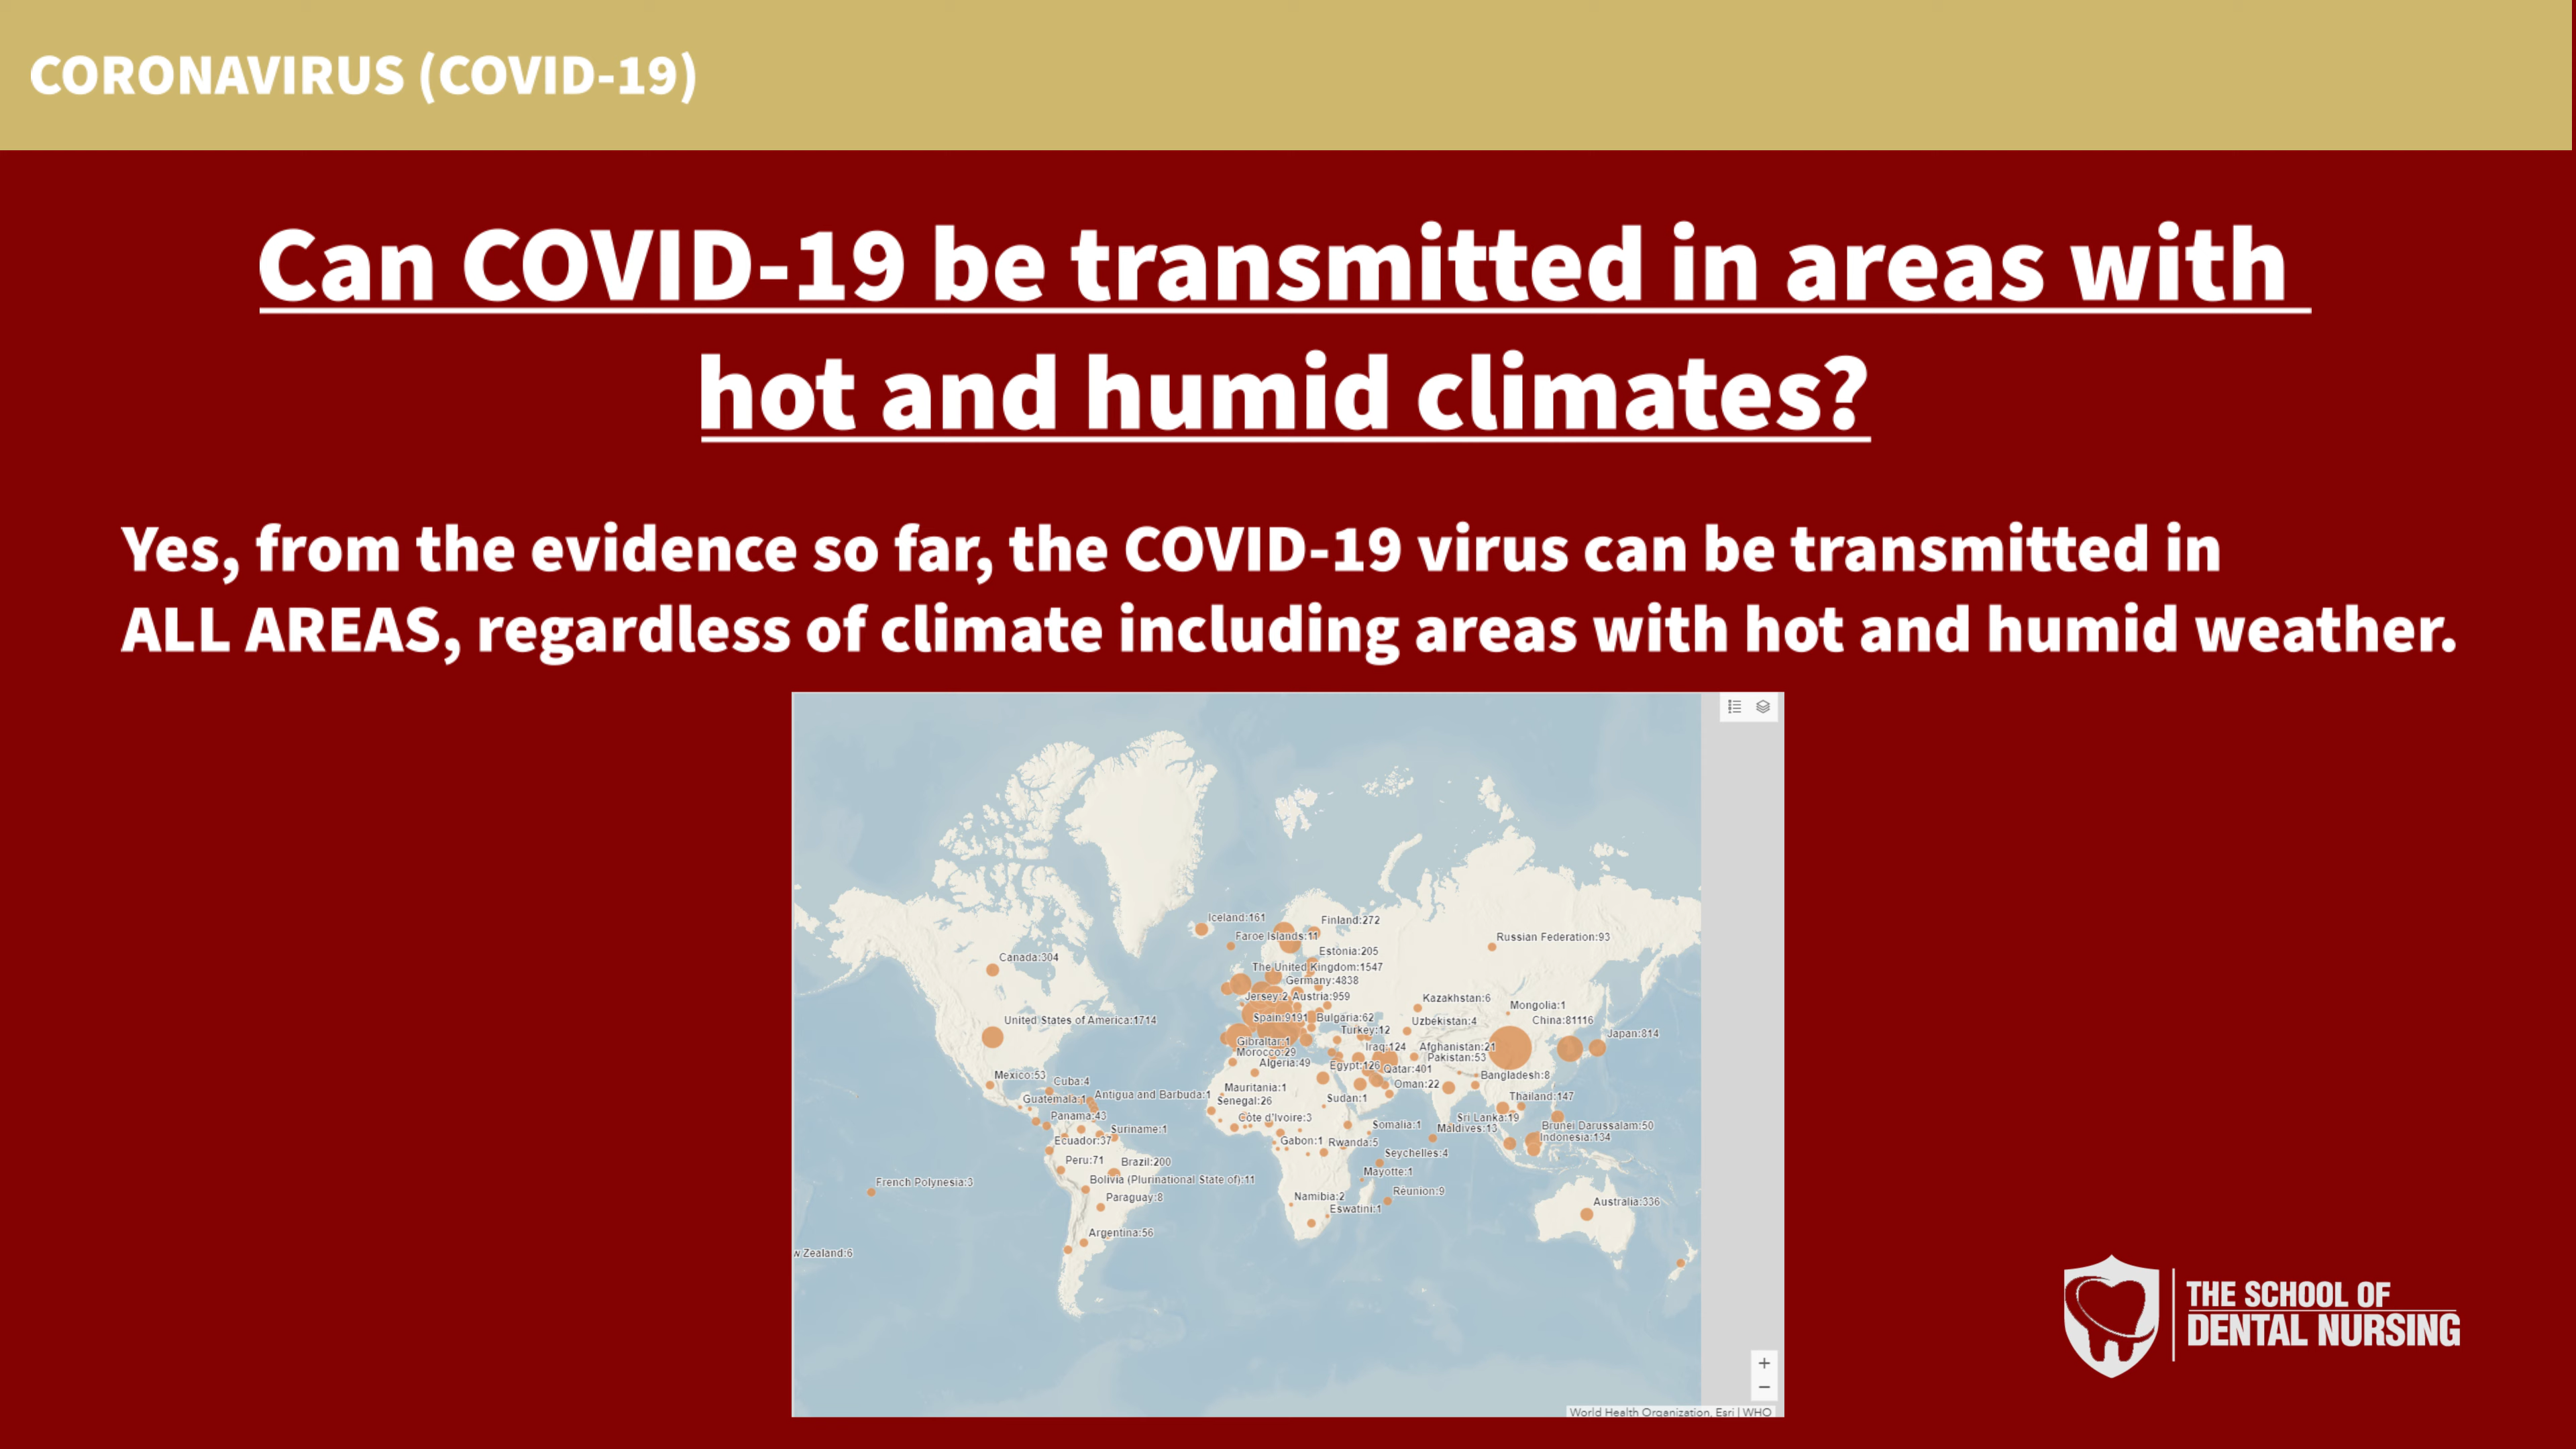 CORONAVIRUS (COVID-19)
Can COVID-19 be transmitted in areas with
hot and humid climates?
Yes, from the evidence so far, the COVID-19 virus can be transmitted in
ALL AREAS, regardless of climate including areas with hot and humid weather.
Iceland:161
Finland:272
Faroe Islands:11
Russian Federation:93
Estonia:205
Canada:304
The United Kingdom:1547
Germany:4838
Jersey:2
Austria:959
Kazakhstan:6
Mongolia:1
United States of America:1714
Spain:9191
Bulgaria:62
Uzbekistan:4
China:81116
Turkey:12
Japan:814
Gibraltar:1
Iraq:124
Afghanistan:21
Morocco:29
Pakistan:53
Algeria:49
Egypt:126
Qatar:401
Mexico:53
Cuba:4
Bangladesh:8
Mauritania:1
Oman:22
Guatemala:1
Antigua and Barbuda:1
Senegal:26
Sudan:1
Thailand:147
Panama:43
Côte d'Ivoire:3
Sri Lanka:19
Suriname:1
Somalia:1
Maldives:13
Brunei Darussalam:50
Indonesia:134
Ecuador:37
Gabon:1
Rwanda:5
Seychelles:4
Peru:71
Brazil:200
Mayotte:1
French Polynesia:3
Bolivia (Plurinational State of):11
Réunion:9
Paraguay:8
Namibia:2
Australia:336
Eswatini:1
Argentina:56
w Zealand:6
THE SCHOOL OF
DENTAL NURSING
+
−
World Health Organization, Esri | WHO